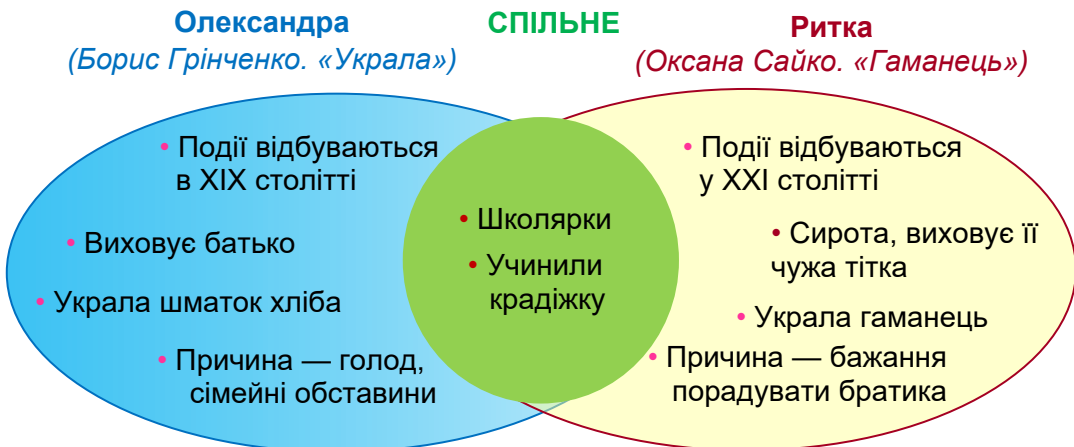 Олександра
(Борис Грінченко. «Украла»)
СПІЛЬНЕ
Ритка
(Оксана Сайко. «Гаманець»)
• Події відбуваються
в ХІХ столітті
• Виховує батько
• Украла шматок хліба
• Причина — голод,
сімейні обставини
• Школярки
• Учинили
крадіжку
• Події відбуваються
у ХХІ столітті
• Сирота, виховує її
чужа тітка
• Украла гаманець
• Причина — бажання
порадувати братика